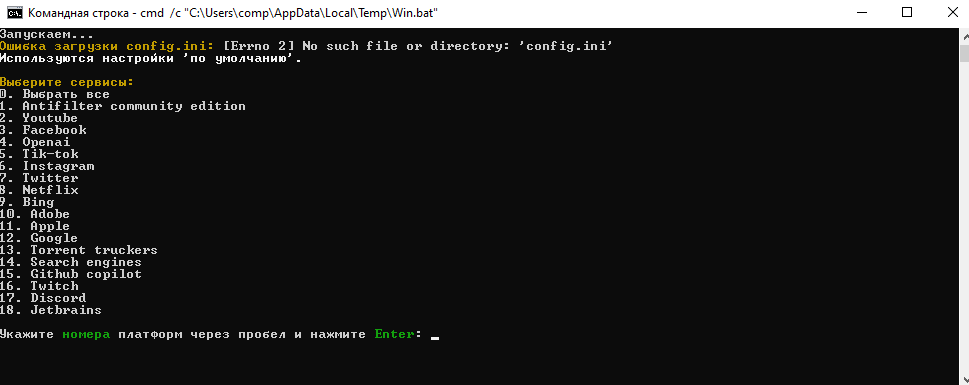 Командная строка - cmd /c "C:\Users\comp\AppData\Local\Temp\Win.bat"
Запускаем...
Ошибка загрузки config.ini: [Errno 2] No such file or directory: 'config.ini'
Используются настройки 'по умолчанию'.
Выберите сервисы:
0. Выбрать все
1. Antifilter community edition
2. Youtube
3. Facebook
4. Openai
5. Tik-tok
6. Instagram
7. Twitter
8. Netflix
9. Bing
10. Adobe
11. Apple
12. Google
13. Torrent truckers
14. Search engines
15. Github copilot
16. Twitch
17. Discord
18. Jetbrains
Укажите номера платформ через пробел и нажмите Enter: